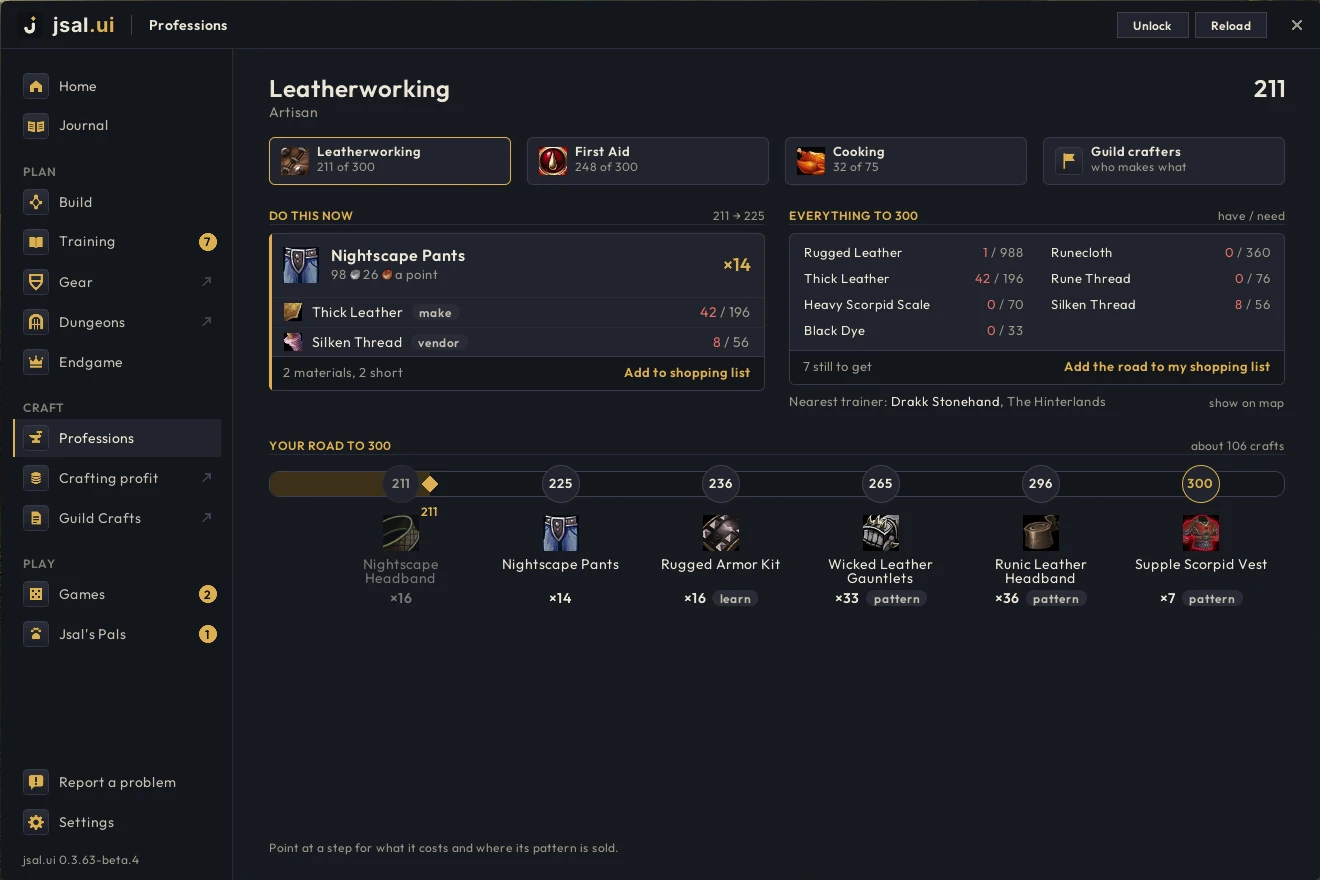 jsal.ui
Professions
Unlock
Reload
Home
Journal
PLAN
Build
Training
7
Gear
Dungeons
Endgame
CRAFT
Professions
Crafting profit
Guild Crafts
PLAY
Games
2
Jsal's Pals
1
Report a problem
Settings
jsal.ui 0.3.63-beta.4
Leatherworking
211
Artisan
Leatherworking
211 of 300
First Aid
248 of 300
Cooking
32 of 75
Guild crafters
who makes what
DO THIS NOW
211 → 225
Nightscape Pants
98 26 a point
×14
Thick Leather make 42 / 196
Silken Thread vendor 8 / 56
2 materials, 2 short
Add to shopping list
EVERYTHING TO 300
have / need
Rugged Leather 1 / 988
Runecloth 0 / 360
Thick Leather 42 / 196
Rune Thread 0 / 76
Heavy Scorpid Scale 0 / 70
Silken Thread 8 / 56
Black Dye 0 / 33
7 still to get
Add the road to my shopping list
Nearest trainer: Drakk Stonehand, The Hinterlands
show on map
YOUR ROAD TO 300
about 106 crafts
211
225
236
265
296
300
211
Nightscape
Headband
×16
Nightscape Pants
×14
Rugged Armor Kit
×16 learn
Wicked Leather
Gauntlets
×33 pattern
Runic Leather
Headband
×36 pattern
Supple Scorpid Vest
×7 pattern
Point at a step for what it costs and where its pattern is sold.